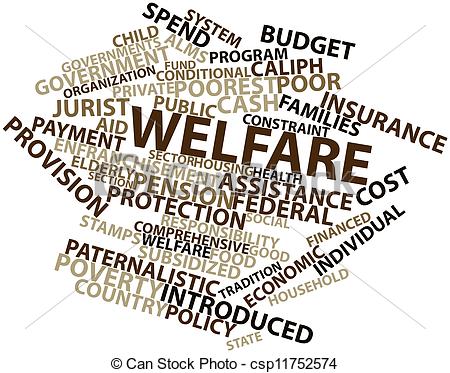 SYSTEM
SPEND
BUDGET
CHILD
ALMS
GOVERNMENTS
PROGRAM
GOVERNMENT
FUND
CALIPH
ORGANIZATION
CONDITIONAL
PRIVATE
POOREST
POOR
INSURANCE
JURIST
PUBLIC
CASH
FAMILIES
AID
WELFARE
CONSTRAINT
PAYMENT
PROVISION
ENFRANCHISEMENT
SECTOR
HOUSING
HEALTH
ELDERLY
SECTION
PENSION
ASSISTANCE
COST
PROTECTION
FEDERAL
SOCIAL
RESPONSIBILITY
STAMPS
COMPREHENSIVE
GOOD
FINANCED
INDIVIDUAL
WELFARE
FOOD
SUBSIDIZED
PATERNALISTIC
TRADITION
ECONOMIC
HOUSEHOLD
POVERTY
INTRODUCED
COUNTRY
POLICY
STATE
© Can Stock Photo - csp11752574